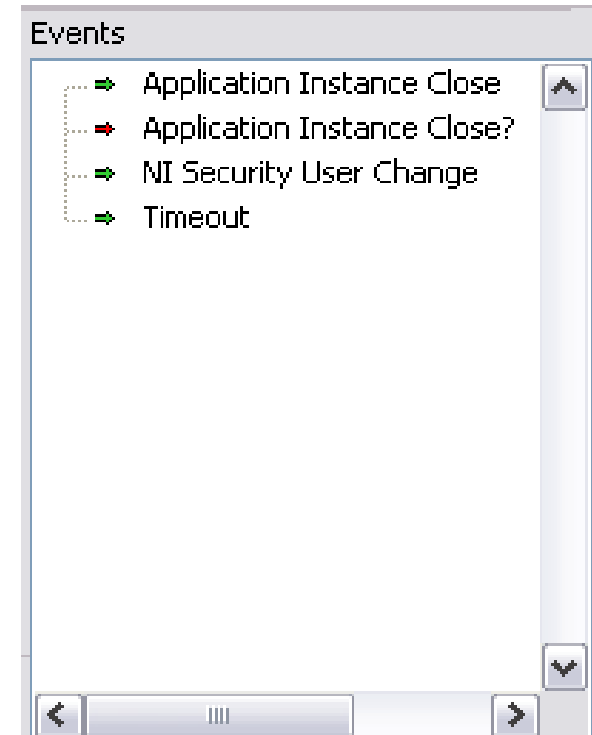 Events
Application Instance Close
Application Instance Close?
NI Security User Change
Timeout